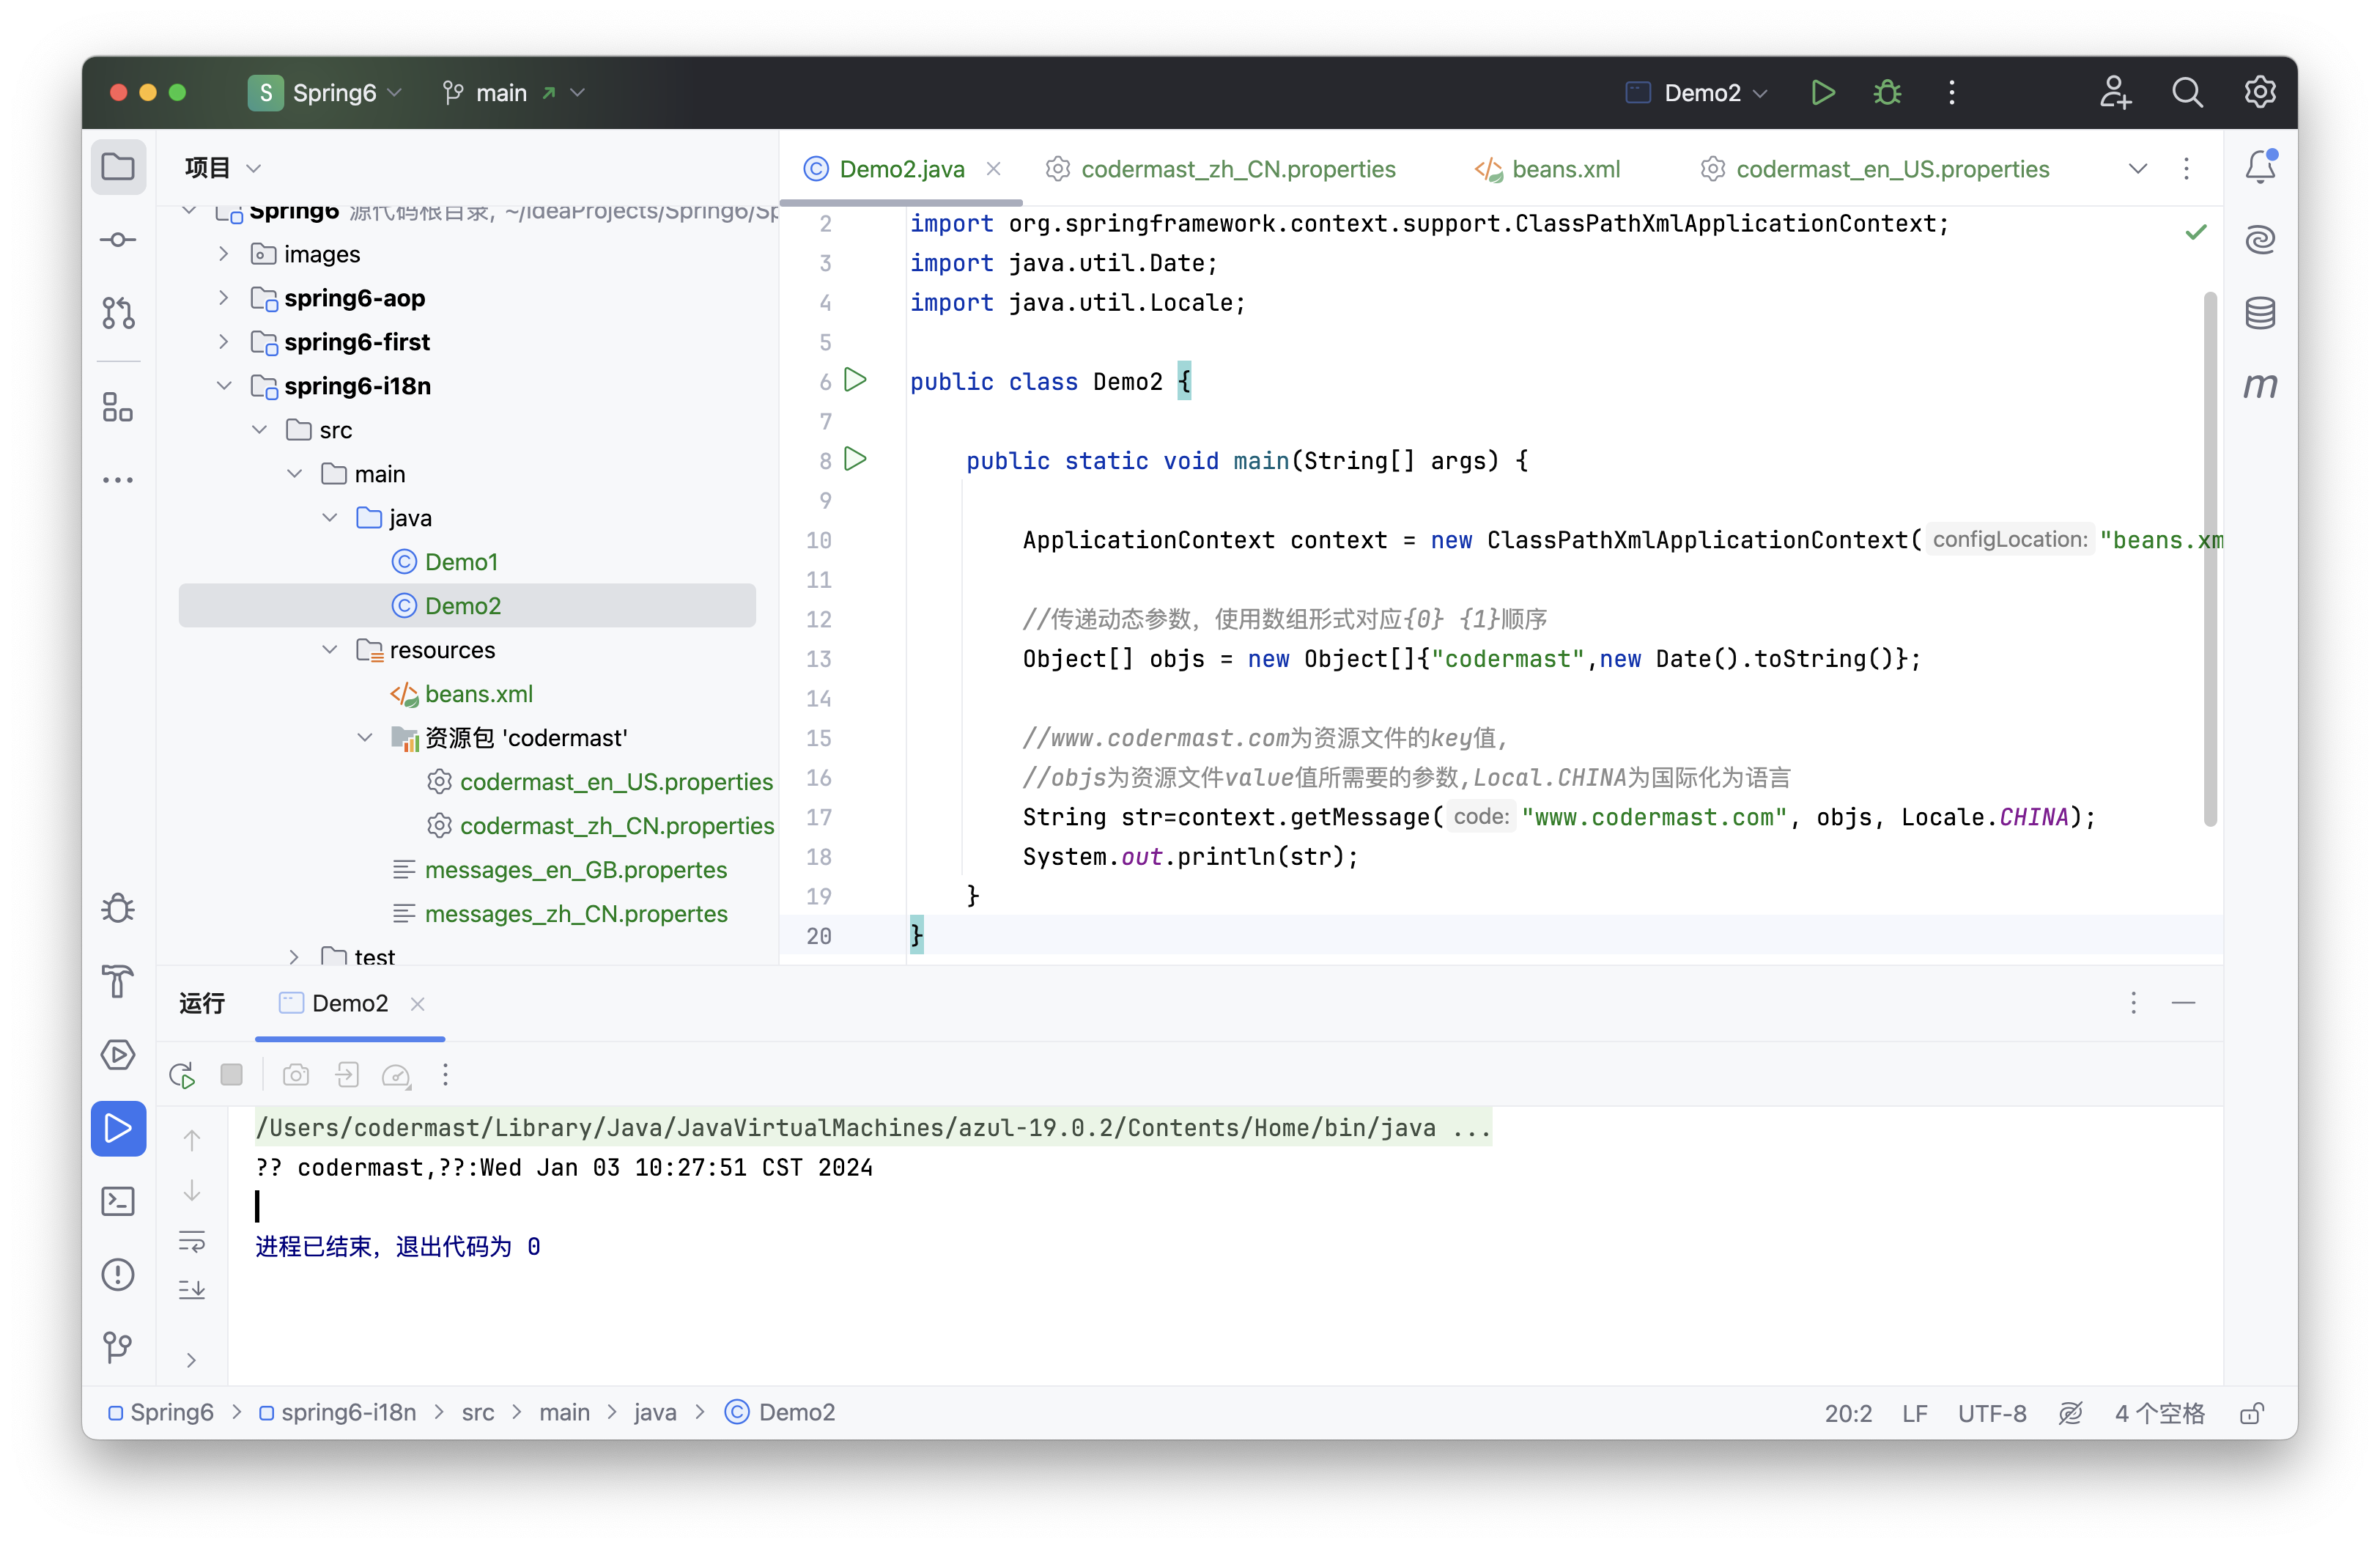 S Spring6 main Demo2
项目
Spring6 源代码根目录, ~/IdeaProjects/Spring6/Sp
images
spring6-aop
spring6-first
spring6-i18n
src
main
java
Demo1
Demo2
resources
beans.xml
资源包 'codermast'
codermast_en_US.properties
codermast_zh_CN.properties
messages_en_GB.propertes
messages_zh_CN.propertes
test
Demo2.java codermast_zh_CN.properties beans.xml codermast_en_US.properties
2 import org.springframework.context.support.ClassPathXmlApplicationContext;
3 import java.util.Date;
4 import java.util.Locale;
5
6 public class Demo2 {
7
8 public static void main(String[] args) {
9
10 ApplicationContext context = new ClassPathXmlApplicationContext( configLocation: "beans.xm
11
12 //传递动态参数，使用数组形式对应{0} {1}顺序
13 Object[] objs = new Object[]{"codermast",new Date().toString()};
14
15 //www.codermast.com为资源文件的key值,
16 //objs为资源文件value值所需要的参数,Local.CHINA为国际化为语言
17 String str=context.getMessage( code: "www.codermast.com", objs, Locale.CHINA);
18 System.out.println(str);
19 }
20 }
m
运行 Demo2
/Users/codermast/Library/Java/JavaVirtualMachines/azul-19.0.2/Contents/Home/bin/java ...
?? codermast,??:Wed Jan 03 10:27:51 CST 2024
进程已结束，退出代码为 0
Spring6 > spring6-i18n > src > main > java > Demo2 20:2 LF UTF-8 4 个空格